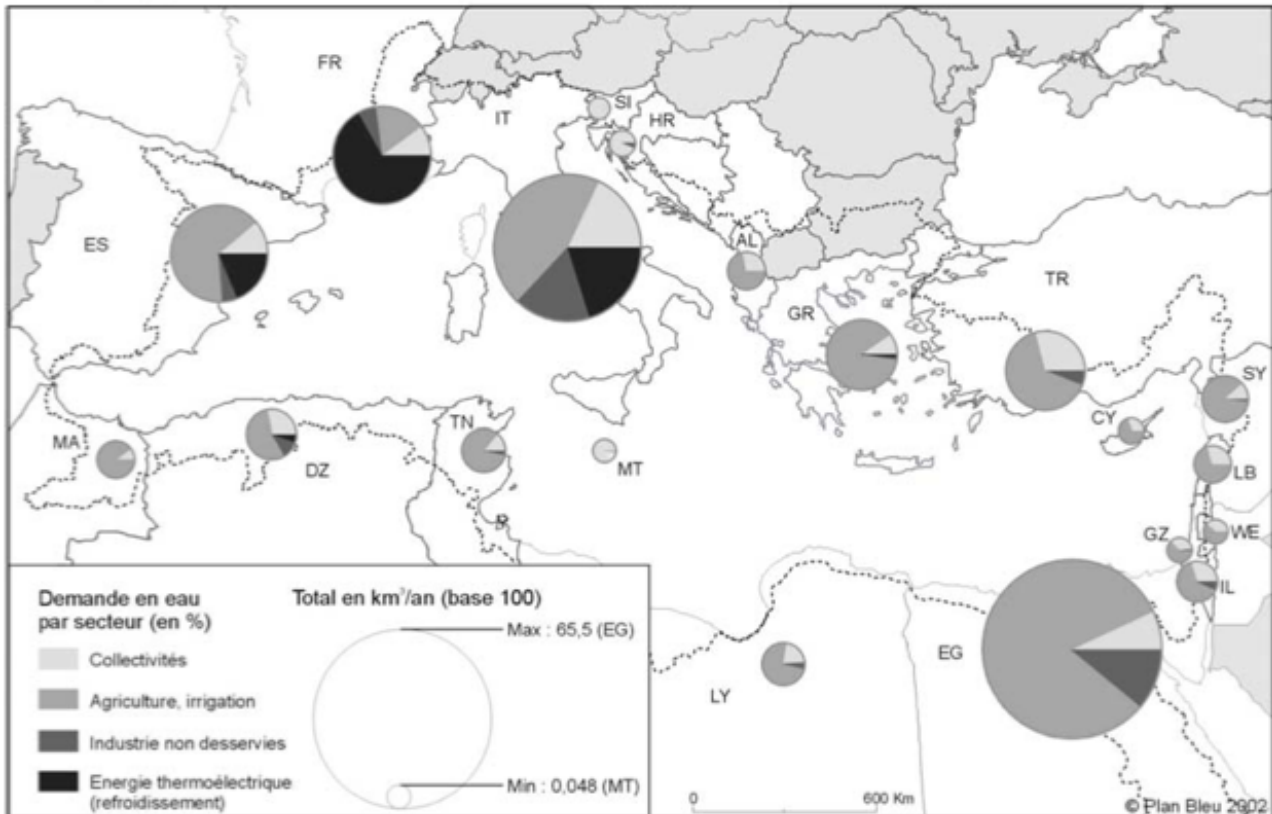 FR
SI
IT
HR
ES
AL
TR
GR
SY
MA
TN
CY
DZ
MT
LB
GZ
WE
IL
EG
LY
Demande en eau
par secteur (en %)
Collectivités
Agriculture, irrigation
Industrie non desservies
Energie thermoélectrique
(refroidissement)
Total en km³/an (base 100)
Max : 65,5 (EG)
Min : 0,048 (MT)
0 600 Km
© Plan Bleu 2002